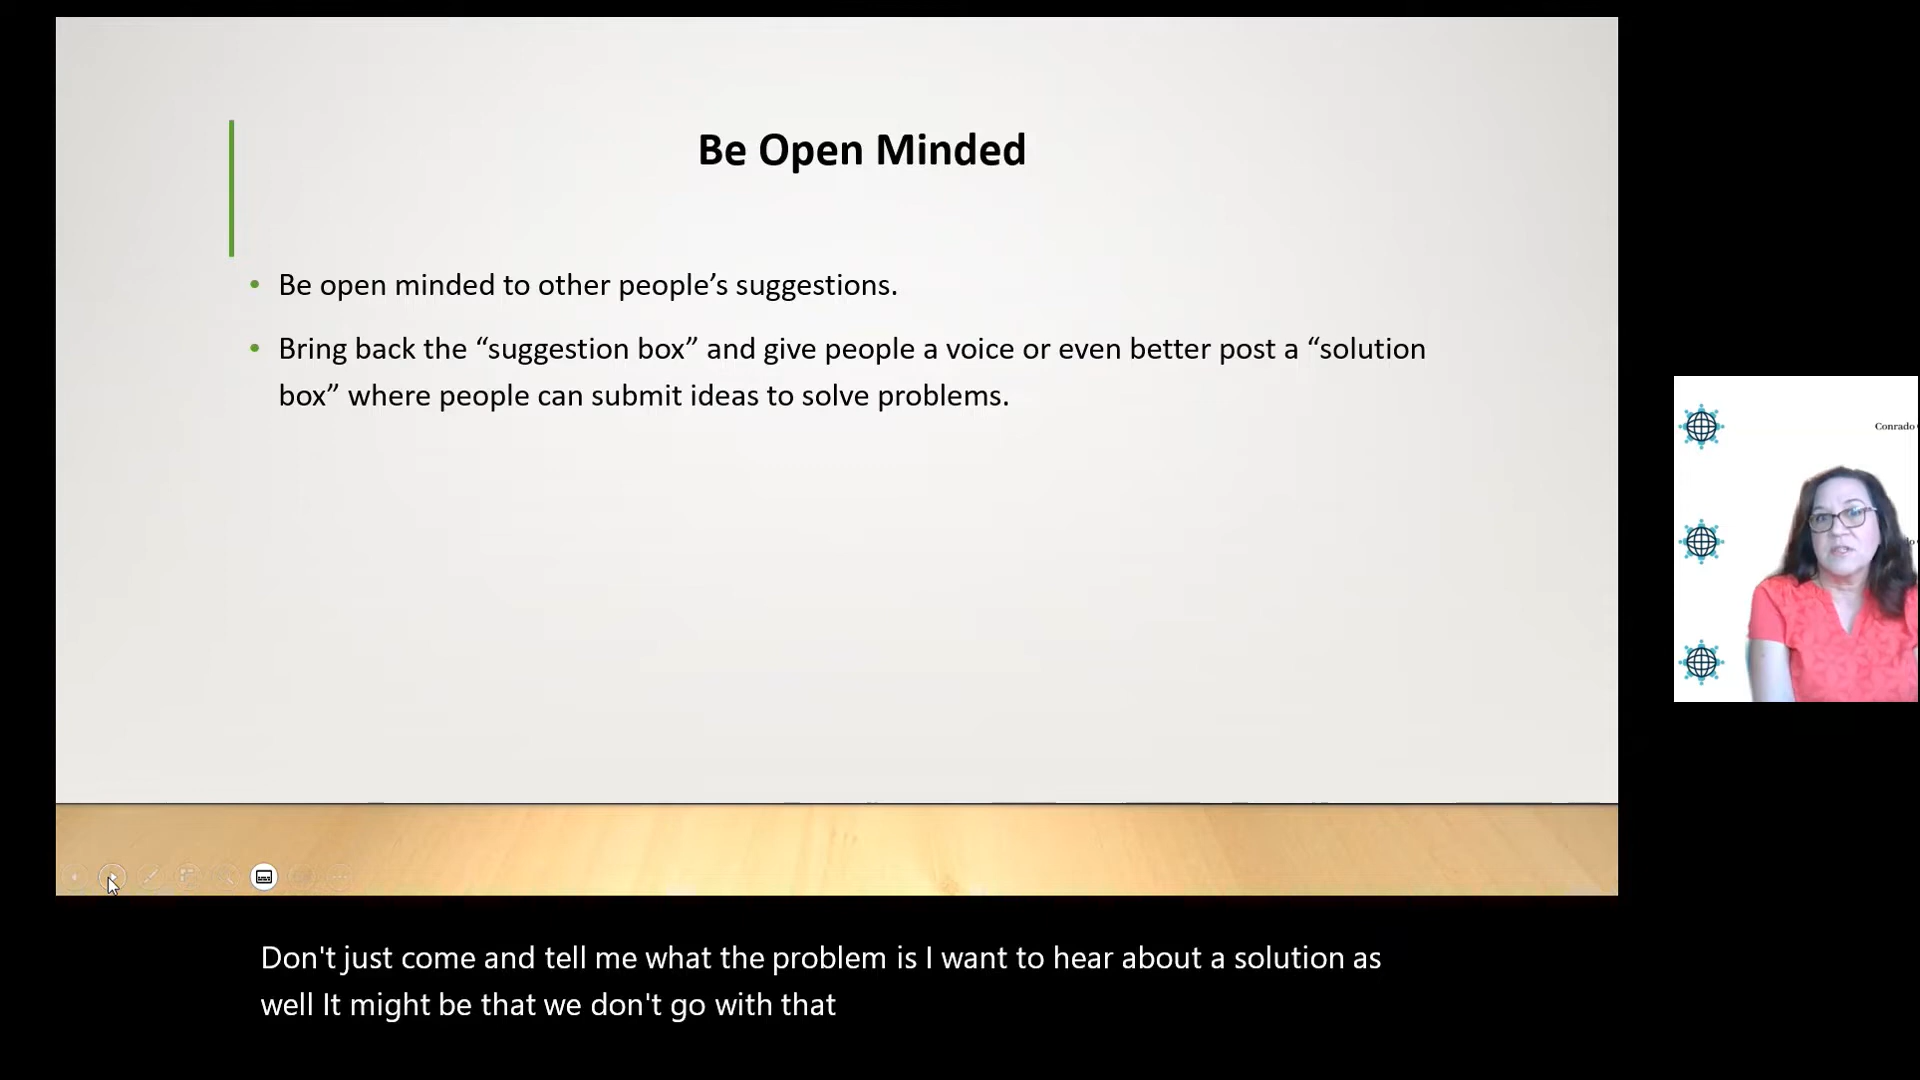 Be Open Minded
• Be open minded to other people’s suggestions.
• Bring back the “suggestion box” and give people a voice or even better post a “solution
box” where people can submit ideas to solve problems.
Conrado
Don't just come and tell me what the problem is I want to hear about a solution as
well It might be that we don't go with that